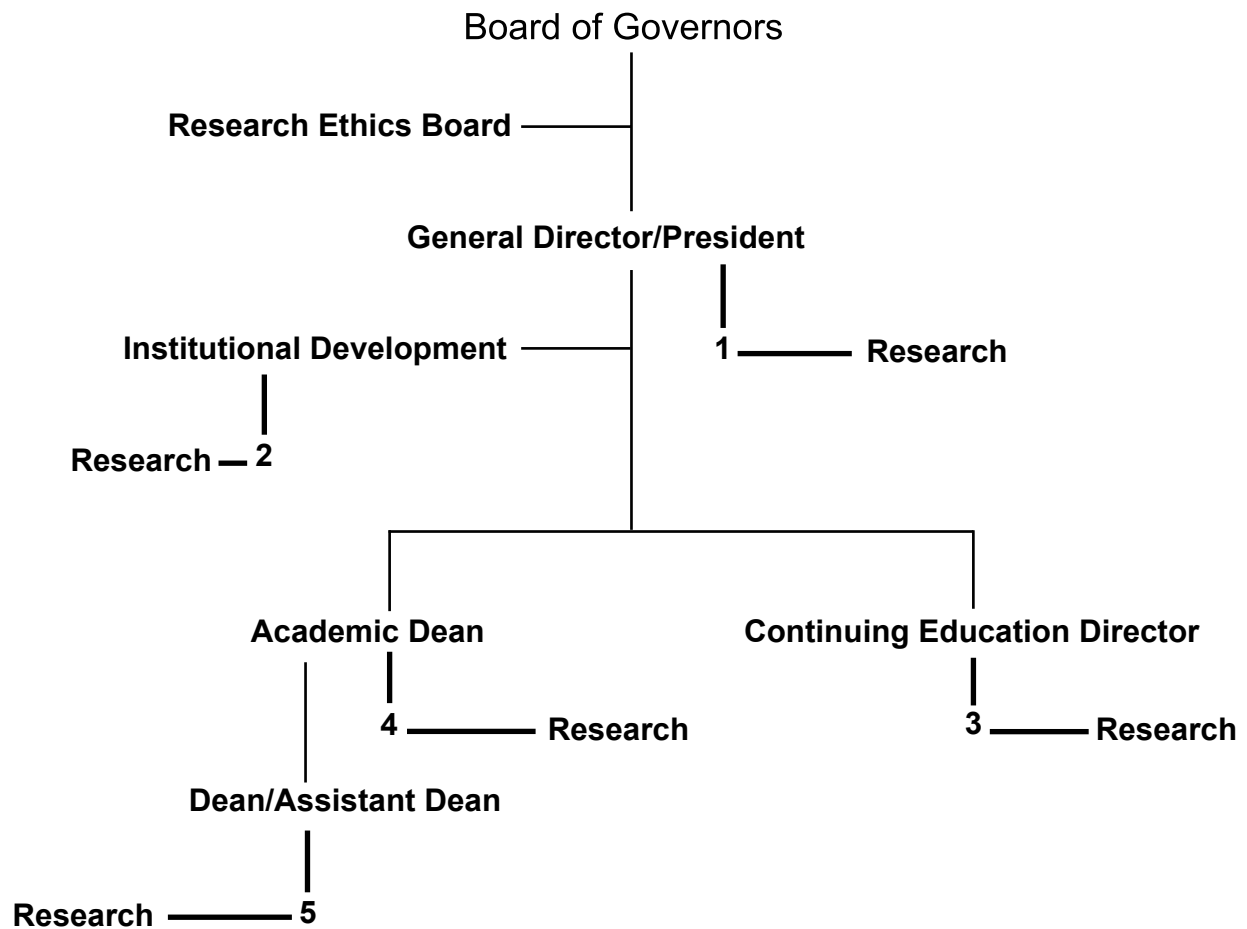 Board of Governors
Research Ethics Board
General Director/President
Institutional Development
1 Research
Research 2
Academic Dean Continuing Education Director
4 Research 3 Research
Dean/Assistant Dean
Research 5